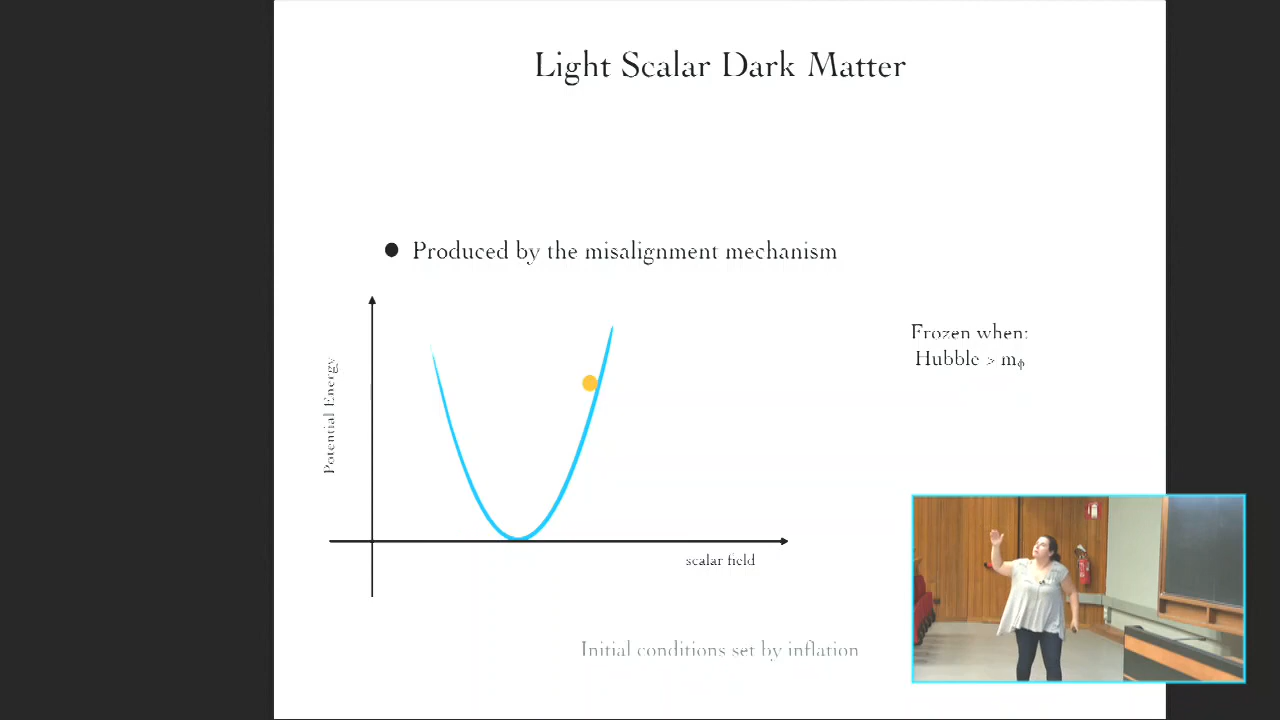 Light Scalar Dark Matter
● Produced by the misalignment mechanism
Potential Energy
Frozen when:
Hubble > mϕ
scalar field
Initial conditions set by inflation